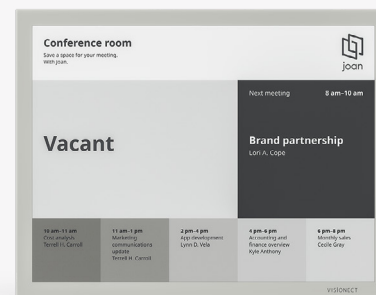 Conference room
Save a space for your meeting.
With Joan.
joan
Next meeting 8 am–10 am
Vacant
Brand partnership
Lori A. Cope
10 am–11 am
Cost analysis
Terrell H. Carroll
11 am–1 pm
Marketing
communications
update
Terrell H. Carroll
2 pm–4 pm
App development
Lynn D. Vela
4 pm–6 pm
Accounting and
finance overview
Kyle Anthony
6 pm–8 pm
Monthly sales
Cecile Gray
VISIONECT